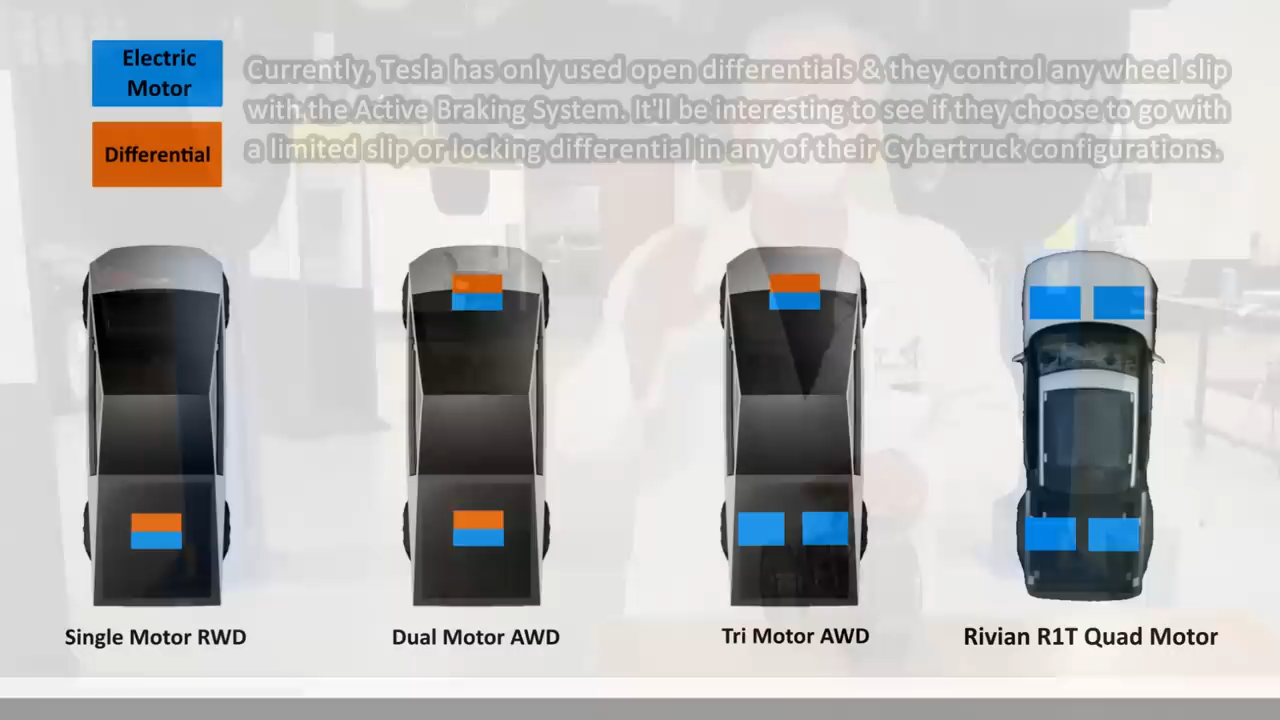 Electric
Motor
Currently, Tesla has only used open differentials & they control any wheel slip
with the Active Braking System. It'll be interesting to see if they choose to go with
a limited slip or locking differential in any of their Cybertruck configurations.
Differential
Single Motor RWD
Dual Motor AWD
Tri Motor AWD
Rivian R1T Quad Motor